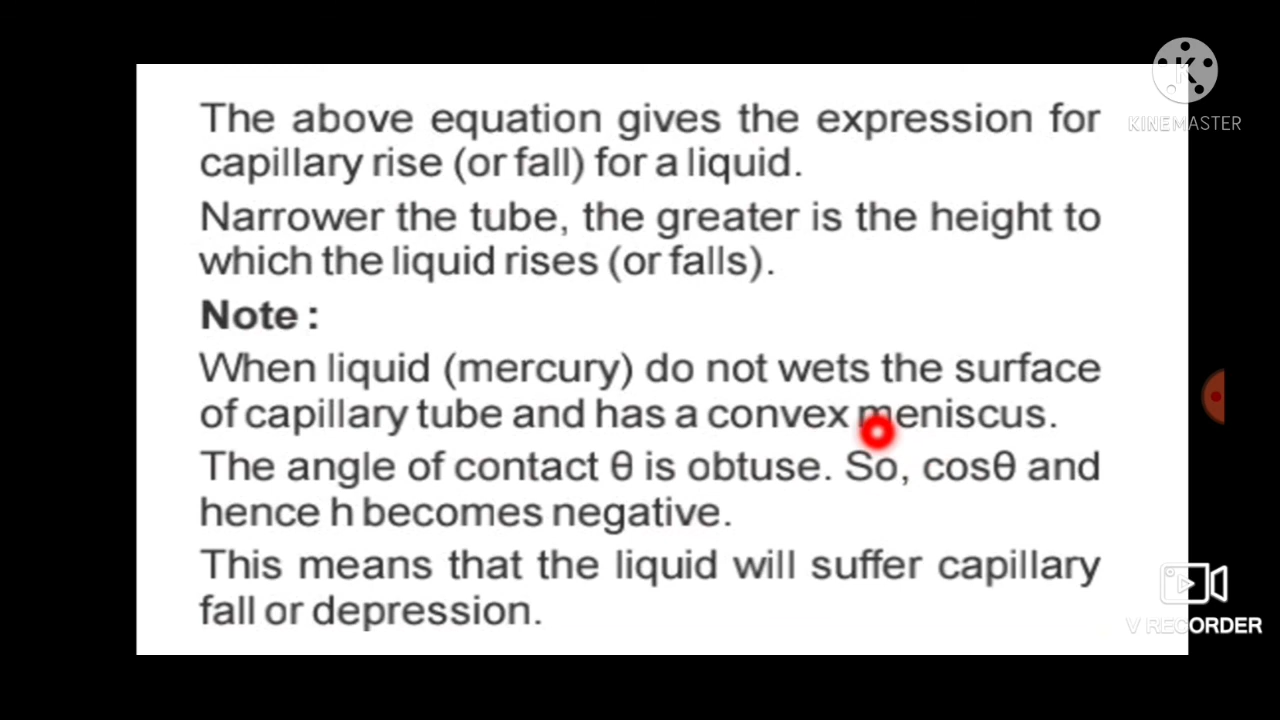 The above equation gives the expression for
capillary rise (or fall) for a liquid.
Narrower the tube, the greater is the height to
which the liquid rises (or falls).
Note :
When liquid (mercury) do not wets the surface
of capillary tube and has a convex meniscus.
The angle of contact θ is obtuse. So, cosθ and
hence h becomes negative.
This means that the liquid will suffer capillary
fall or depression.
K
KINEMASTER
V RECORDER